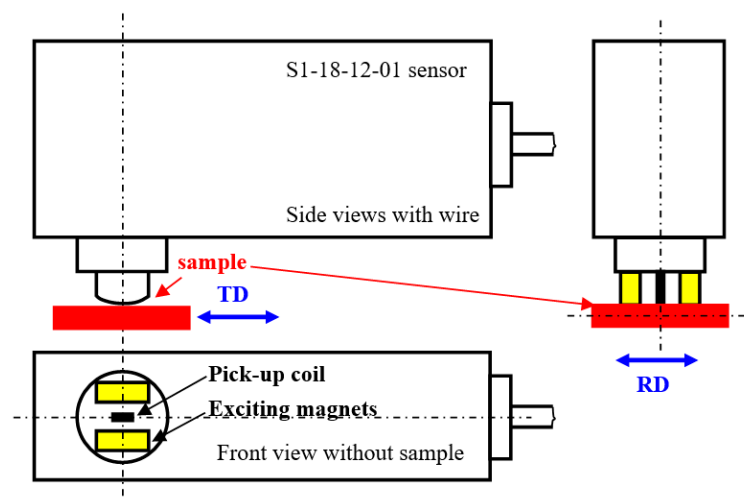 S1-18-12-01 sensor
Side views with wire
sample
TD
RD
Pick-up coil
Exciting magnets
Front view without sample